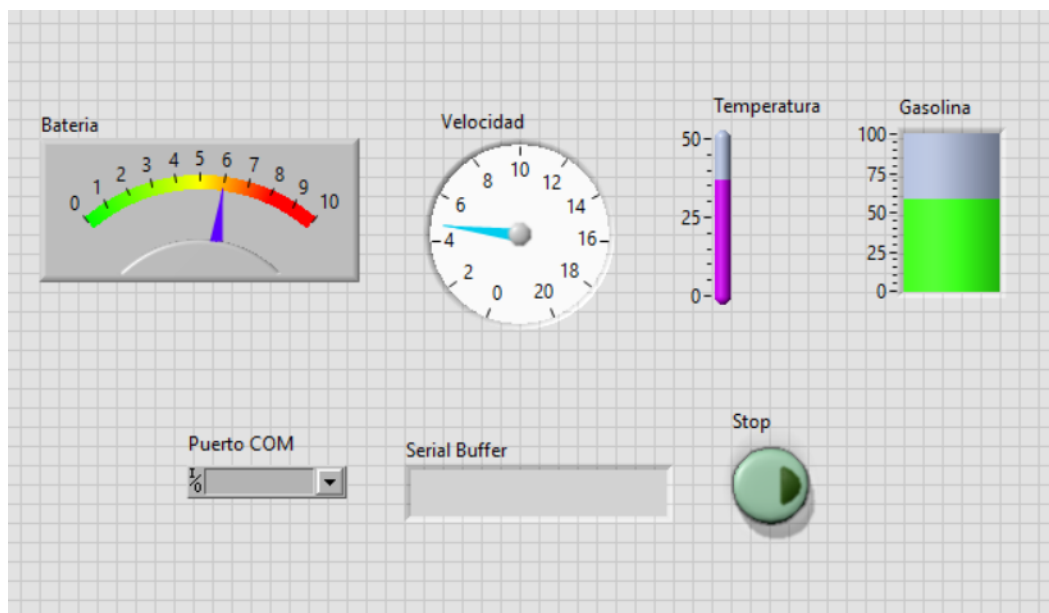 Bateria
0 1 2 3 4 5 6 7 8 9 10
Velocidad
0 2 4 6 8 10 12 14 16 18 20
Temperatura
50
25
0
Gasolina
100
75
50
25
0
Puerto COM
I/O
Serial Buffer
Stop